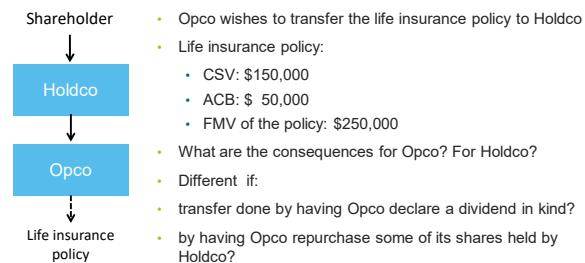 Shareholder
Holdco
Opco
Life insurance
policy
• Opco wishes to transfer the life insurance policy to Holdco
• Life insurance policy:
• CSV: $150,000
• ACB: $ 50,000
• FMV of the policy: $250,000
• What are the consequences for Opco? For Holdco?
• Different if:
• transfer done by having Opco declare a dividend in kind?
• by having Opco repurchase some of its shares held by
Holdco?